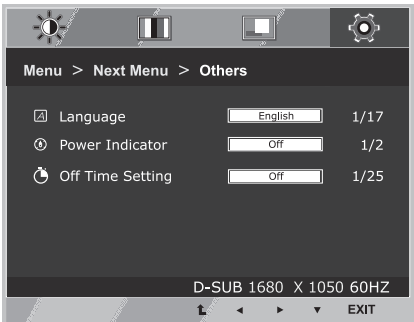 Menu > Next Menu > Others
Language English 1/17
Power Indicator Off 1/2
Off Time Setting Off 1/25
D-SUB 1680 X 1050 60HZ
EXIT